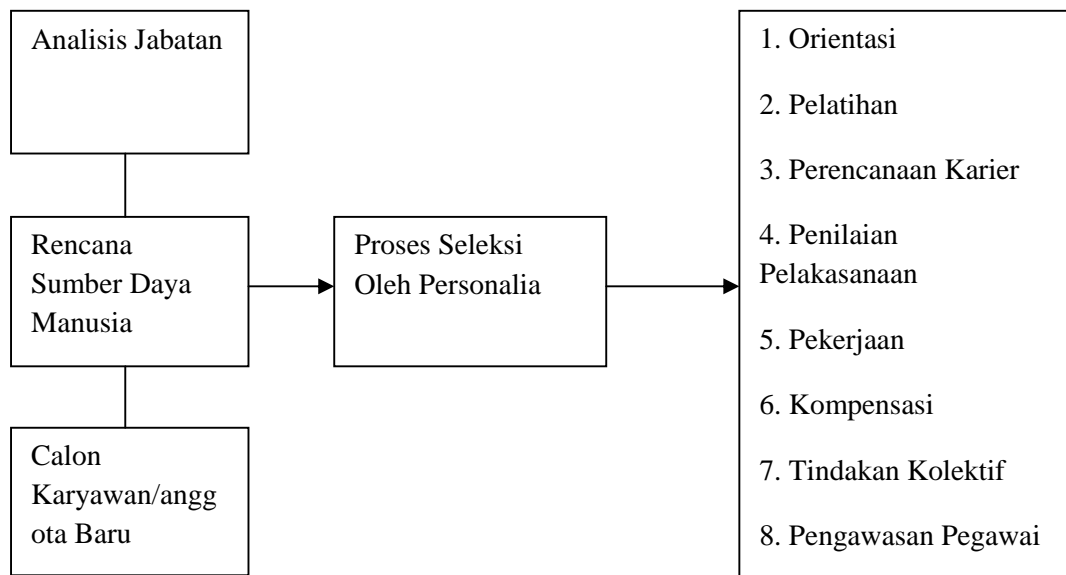 Analisis Jabatan
Rencana
Sumber Daya
Manusia
Calon
Karyawan/angg
ota Baru
Proses Seleksi
Oleh Personalia
1. Orientasi
2. Pelatihan
3. Perencanaan Karier
4. Penilaian
Pelakasanaan
5. Pekerjaan
6. Kompensasi
7. Tindakan Kolektif
8. Pengawasan Pegawai